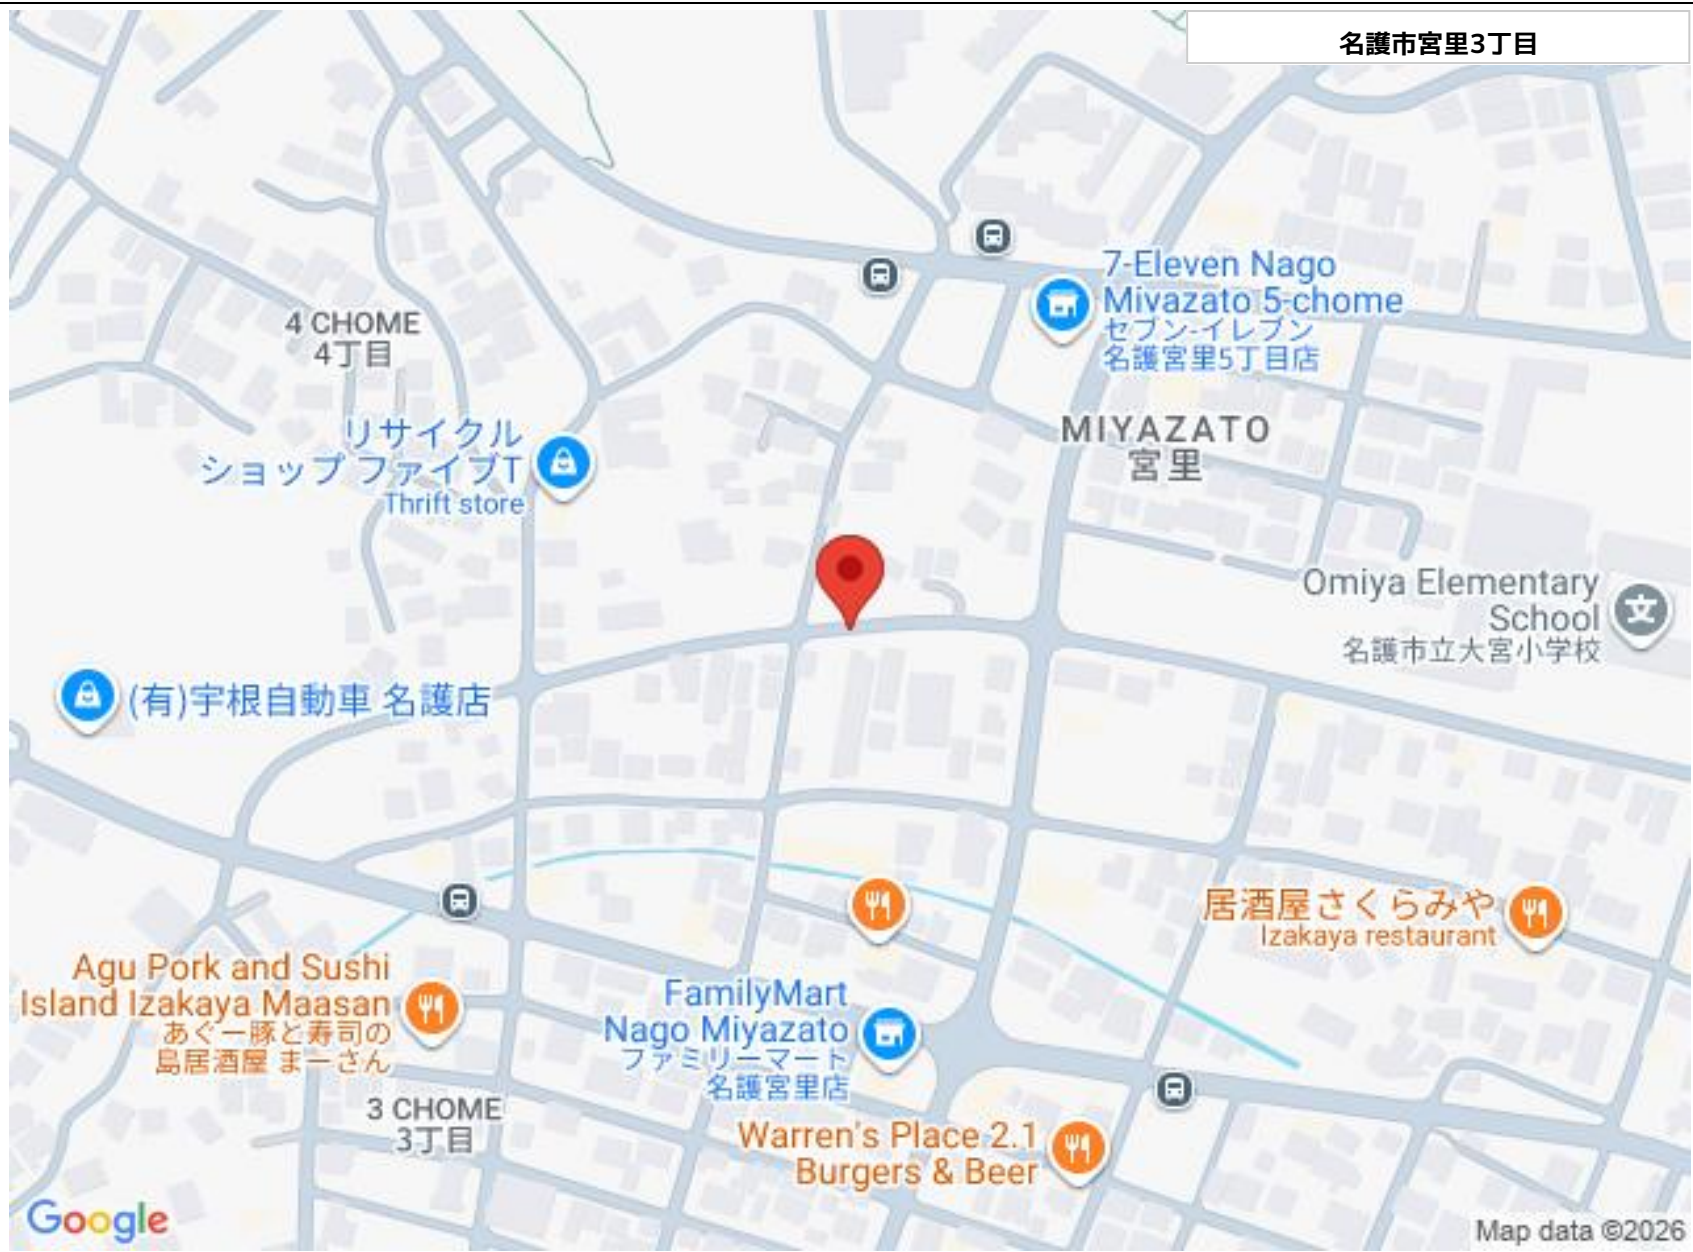 名護市宮里3丁目
7-Eleven Nago
Miyazato 5-chome
セブン-イレブン
名護宮里5丁目店
4 CHOME
4丁目
MIYAZATO
宮里
リサイクル
ショップ ファイブT
Thrift store
Omiya Elementary
School
名護市立大宮小学校
(有)宇根自動車 名護店
居酒屋さくらみや
Izakaya restaurant
Agu Pork and Sushi
Island Izakaya Maasan
あぐー豚と寿司の
島居酒屋 まーさん
FamilyMart
Nago Miyazato
ファミリーマート
名護宮里店
3 CHOME
3丁目
Warren's Place 2.1
Burgers & Beer
Google
Map data ©2026